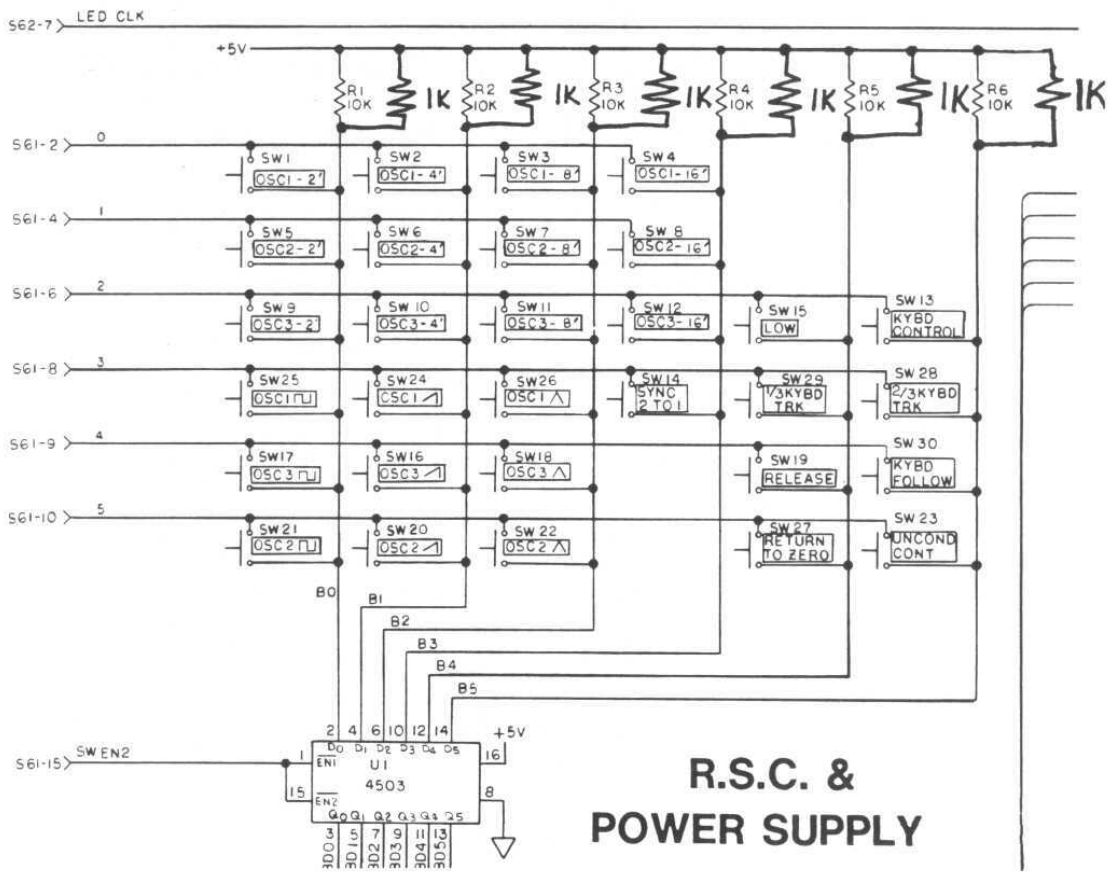 S62-7 LED CLK
+5V
R1 10K 1K R2 10K 1K R3 10K 1K R4 10K 1K R5 10K 1K R6 10K 1K
S61-2 0
SW1 SW2 SW3 SW4
OSC1-2' OSC1-4' OSC1-8' OSC1-16'
S61-4 1
SW5 SW6 SW7 SW8
OSC2-2' OSC2-4' OSC2-8' OSC2-16'
S61-6 2
SW9 SW10 SW11 SW12 SW15 SW13
OSC3-2' OSC3-4' OSC3-8' OSC3-16' LOW KYBD CONTROL
S61-8 3
SW25 SW24 SW26 SW14 SW29 SW28
OSC1 OSC1 OSC1 SYNC 2 TO 1 1/3KYBD TRK 2/3KYBD TRK
S61-9 4
SW17 SW16 SW18 SW19 SW30
OSC3 OSC3 OSC3 RELEASE KYBD FOLLOW
S61-10 5
SW21 SW20 SW22 SW27 SW23
OSC2 OSC2 OSC2 RETURN TO ZERO UNCOND CONT
B0 B1 B2 B3 B4 B5
2 4 6 10 12 14 +5V
D0 D1 D2 D3 D4 D5
S61-15 SWEN2
1 EN1 U1 16
4503
15 EN2 8
Q0 Q1 Q2 Q3 Q4 Q5
3 5 7 9 11 13
BD0 BD1 BD2 BD3 BD4 BD5
R.S.C. &
POWER SUPPLY